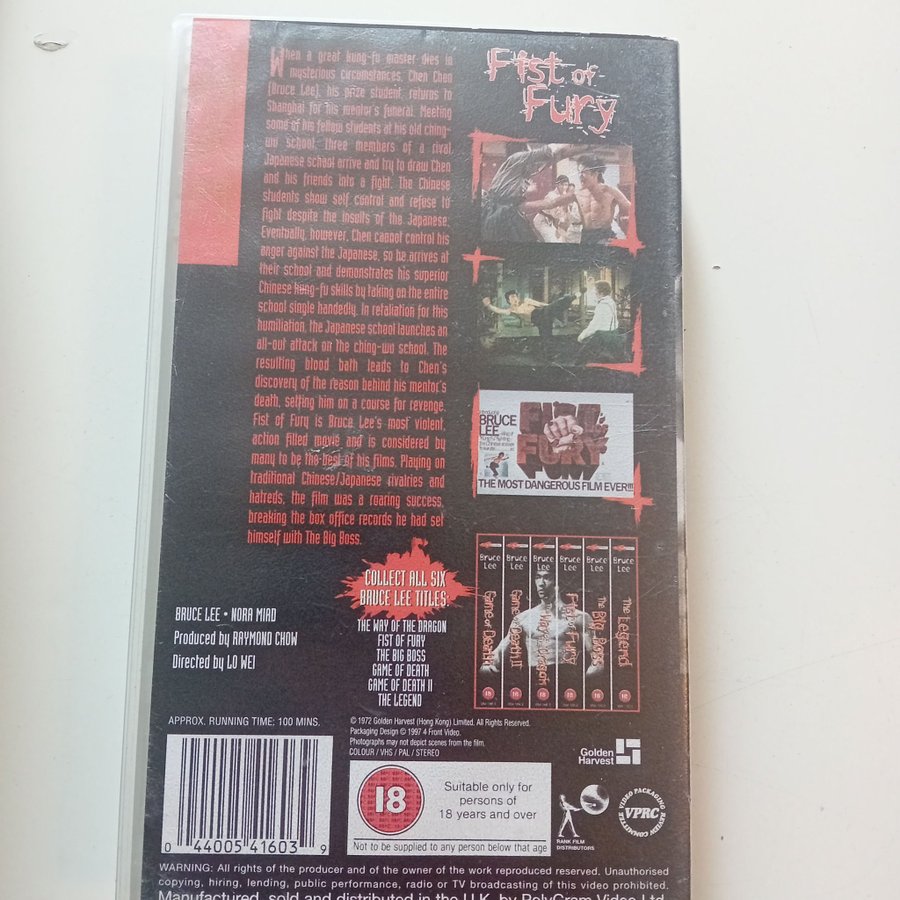 When a great kung-fu master dies in
mysterious circumstances, Chen Chen
(Bruce Lee), his prize student, returns to
Shanghai for his mentor's funeral. Meeting
some of his fellow students at his old ching-
wu school, three members of a rival
Japanese school arrive and try to draw Chen
and his friends into a fight. The Chinese
students show self control and refuse to
fight despite the insults of the Japanese.
Eventually, however, Chen cannot control his
anger against the Japanese, so he arrives at
their school and demonstrates his superior
Chinese kung-fu skills by taking on the entire
school single handedly. In retaliation for this
humiliation, the Japanese school launches an
all-out attack on the ching-wu school. The
resulting blood bath leads to Chen's
discovery of the reason behind his mentor's
death, setting him on a course for revenge.
Fist of Fury is Bruce Lee's most violent,
action filled movie and is considered by
many to be the best of his films. Playing on
traditional Chinese/Japanese rivalries and
hatreds, the film was a roaring success,
breaking the box office records he had set
himself with The Big Boss.
Fist of
Fury
BRUCE
LEE
FURY
THE MOST DANGEROUS FILM EVER!!!
COLLECT ALL SIX
BRUCE LEE TITLES:
THE WAY OF THE DRAGON
FIST OF FURY
THE BIG BOSS
GAME OF DEATH
GAME OF DEATH II
THE LEGEND
Bruce Lee
Game of Death
Bruce Lee
Game of Death II
Bruce Lee
Bruce Lee
Fist of Fury
Bruce Lee
The Big Boss
Bruce Lee
The Legend
18
18
18
18
18
18
BRUCE LEE • NORA MIAD
Produced by RAYMOND CHOW
Directed by LO WEI
APPROX. RUNNING TIME: 100 MINS.
© 1972 Golden Harvest (Hong Kong) Limited. All Rights Reserved.
Packaging Design © 1997 4 Front Video.
Photographs may not depict scenes from the film.
COLOUR / VHS / PAL / STEREO
Golden
Harvest
0 44005 41603 9
18
Suitable only for
persons of
18 years and over
Not to be supplied to any person below that age
RANK FILM
DISTRIBUTORS
VIDEO PACKAGING REVIEW COMMITTEE
VPRC
WARNING: All rights of the producer and of the owner of the work reproduced reserved. Unauthorised
copying, hiring, lending, public performance, radio or TV broadcasting of this video prohibited.
Manufactured, sold and distributed in the U.K. by PolyGram Video Ltd